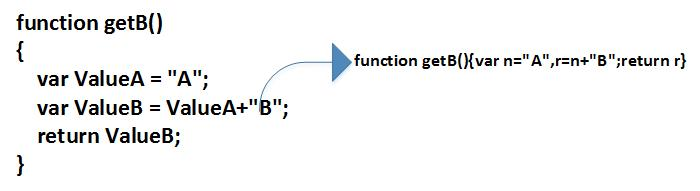 function getB()
{
var ValueA = "A";
var ValueB = ValueA+"B";
return ValueB;
}
function getB(){var n="A",r=n+"B";return r}